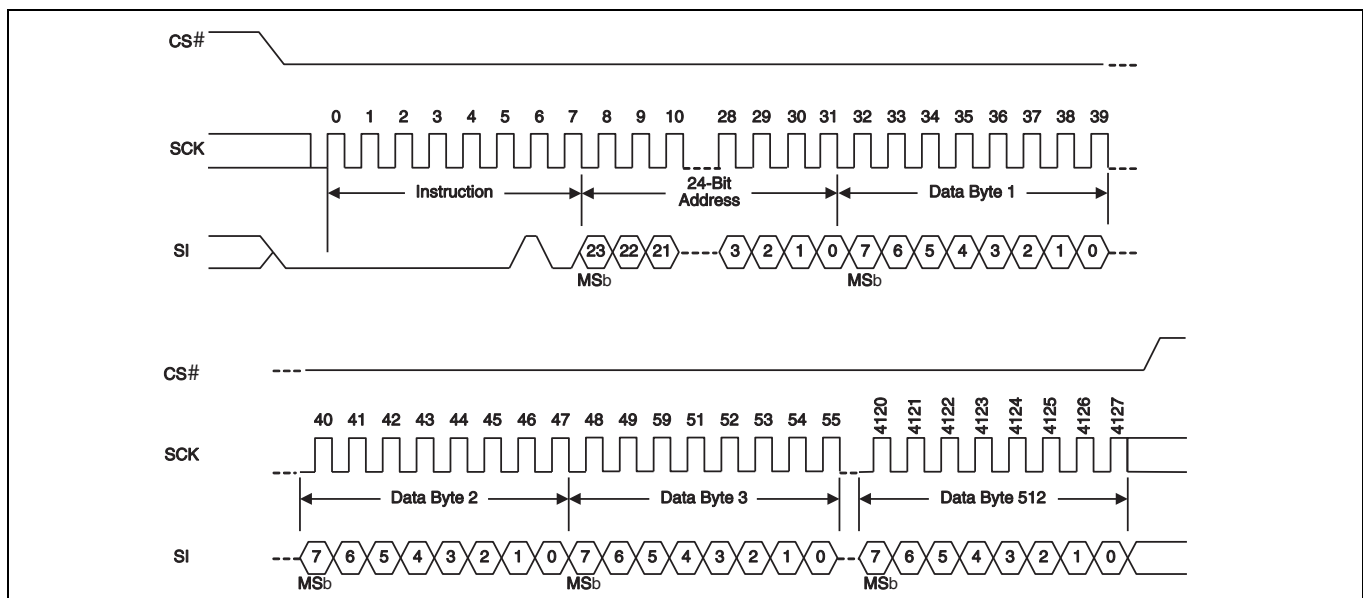 CS#
0 1 2 3 4 5 6 7 8 9 10 28 29 30 31 32 33 34 35 36 37 38 39
SCK
Instruction 24-Bit Address Data Byte 1
SI 23 22 21 3 2 1 0 7 6 5 4 3 2 1 0
MSb MSb
CS#
40 41 42 43 44 45 46 47 48 49 59 51 52 53 54 55 4120 4121 4122 4123 4124 4125 4126 4127
SCK
Data Byte 2 Data Byte 3 Data Byte 512
SI 7 6 5 4 3 2 1 0 7 6 5 4 3 2 1 0 7 6 5 4 3 2 1 0
MSb MSb MSb